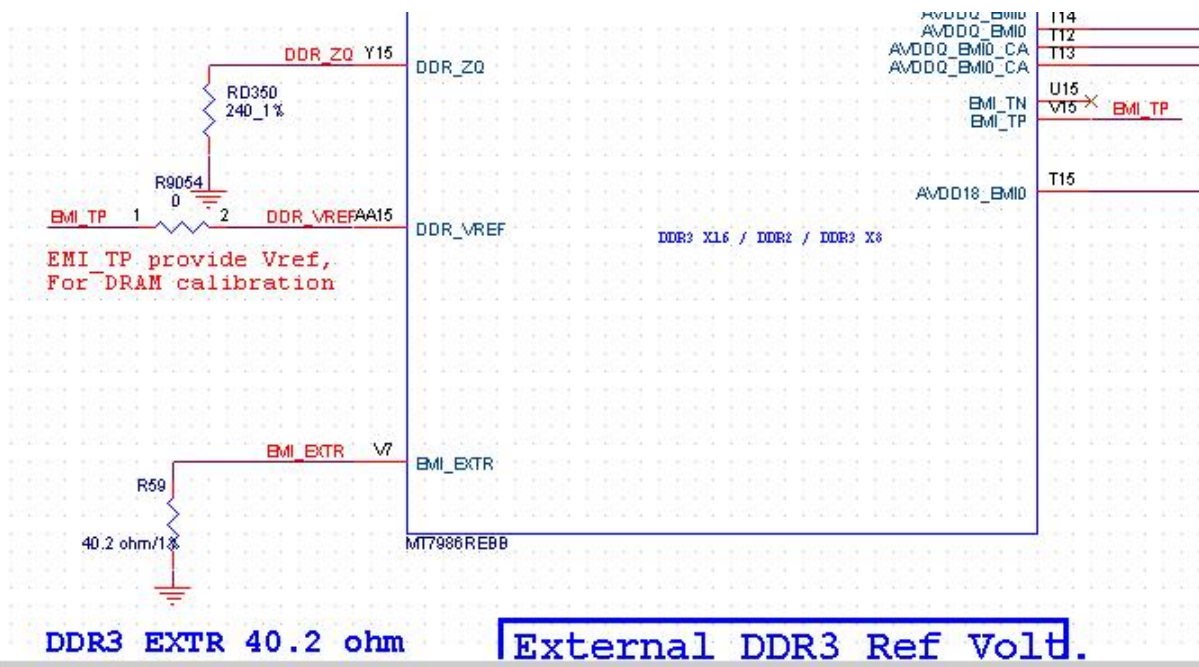 AVDDQ_EMI0 T14
AVDDQ_EMI0 T12
AVDDQ_EMI0_CA T13
AVDDQ_EMI0_CA
DDR_ZQ Y15
DDR_ZQ
RD350
240_1%
EMI_TN U15
EMI_TP V15 EMI_TP
R9054
0
AVDD18_EMI0 T15
EMI_TP 1 2 DDR_VREF AA15
DDR_VREF
DDR3 X16 / DDR2 / DDR3 X8
EMI_TP provide Vref,
For DRAM calibration
EMI_EXTR V7
EMI_EXTR
R59
40.2 ohm/1%
MT7986REBB
DDR3 EXTR 40.2 ohm
External DDR3 Ref Volt.